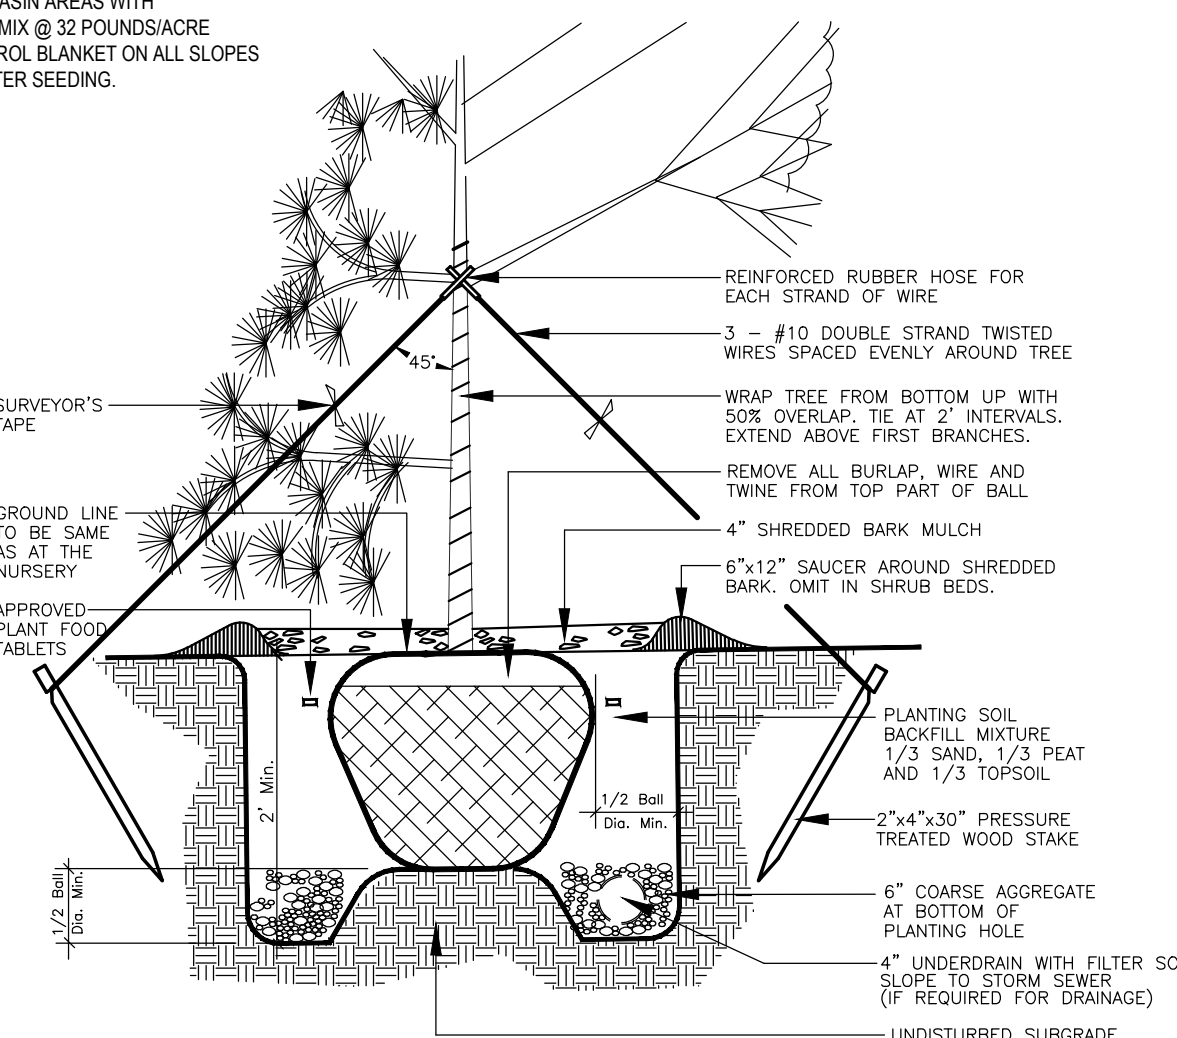 ASIN AREAS WITH
MIX @ 32 POUNDS/ACRE
ROL BLANKET ON ALL SLOPES
TER SEEDING.
REINFORCED RUBBER HOSE FOR
EACH STRAND OF WIRE
3 – #10 DOUBLE STRAND TWISTED
WIRES SPACED EVENLY AROUND TREE
45°
SURVEYOR'S
TAPE
WRAP TREE FROM BOTTOM UP WITH
50% OVERLAP. TIE AT 2' INTERVALS.
EXTEND ABOVE FIRST BRANCHES.
REMOVE ALL BURLAP, WIRE AND
TWINE FROM TOP PART OF BALL
GROUND LINE
TO BE SAME
AS AT THE
NURSERY
4" SHREDDED BARK MULCH
6"x12" SAUCER AROUND SHREDDED
BARK. OMIT IN SHRUB BEDS.
APPROVED
PLANT FOOD
TABLETS
PLANTING SOIL
BACKFILL MIXTURE
1/3 SAND, 1/3 PEAT
AND 1/3 TOPSOIL
2' Min.
1/2 Ball
Dia. Min.
2"x4"x30" PRESSURE
TREATED WOOD STAKE
1/2 Ball
Dia. Min.
6" COARSE AGGREGATE
AT BOTTOM OF
PLANTING HOLE
4" UNDERDRAIN WITH FILTER SO
SLOPE TO STORM SEWER
(IF REQUIRED FOR DRAINAGE)
UNDISTURBED SUBGRADE